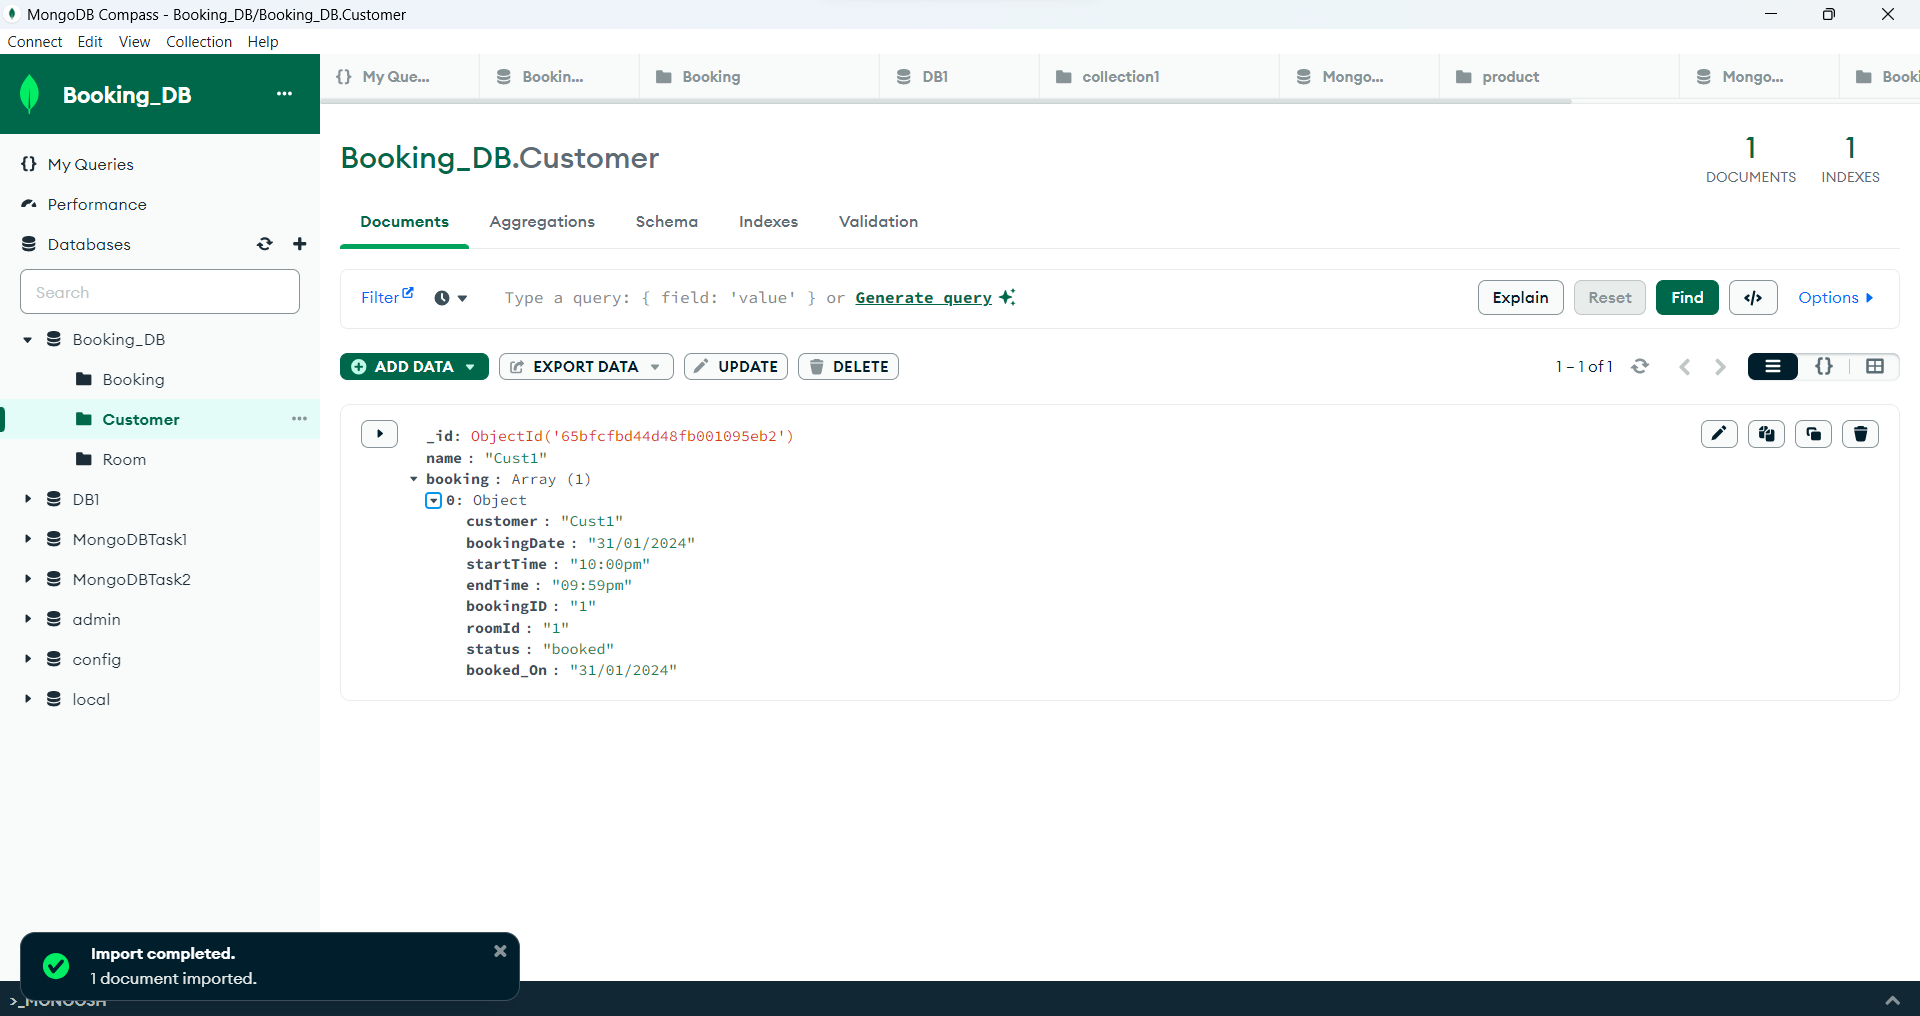 MongoDB Compass - Booking_DB/Booking_DB.Customer
Connect Edit View Collection Help
Booking_DB ...
{} My Que... Bookin... Booking DB1 collection1 Mongo... product Mongo... Booki
My Queries
Performance
Databases
Search
Booking_DB
Booking
Customer ...
Room
DB1
MongoDBTask1
MongoDBTask2
admin
config
local
Booking_DB.Customer
1 DOCUMENTS
1 INDEXES
Documents Aggregations Schema Indexes Validation
Filter Type a query: { field: 'value' } or Generate query Explain Reset Find </> Options
ADD DATA EXPORT DATA UPDATE DELETE 1 – 1 of 1 {}
_id: ObjectId('65bfcfbd44d48fb001095eb2')
name : "Cust1"
booking : Array (1)
0: Object
customer : "Cust1"
bookingDate : "31/01/2024"
startTime : "10:00pm"
endTime : "09:59pm"
bookingID : "1"
roomId : "1"
status : "booked"
booked_On : "31/01/2024"
Import completed.
1 document imported.
>_MONGOSH